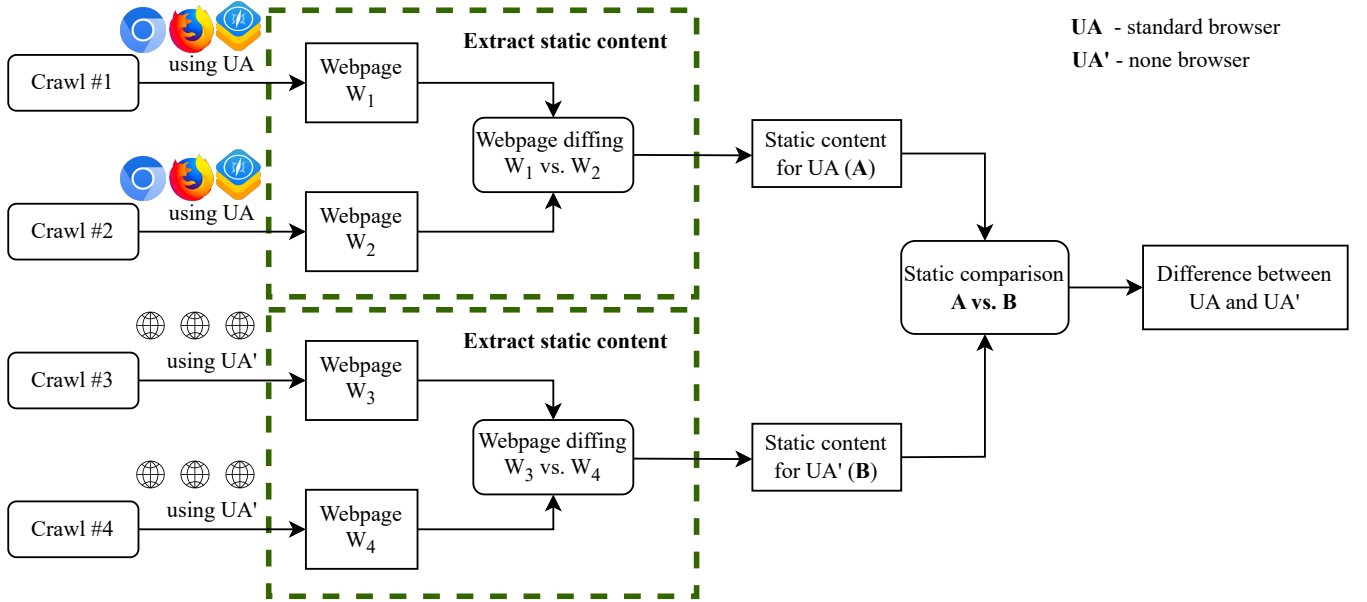 UA - standard browser
UA' - none browser
Extract static content
Crawl #1
using UA
Webpage
W1
Webpage diffing
W1 vs. W2
Static content
for UA (A)
Crawl #2
using UA
Webpage
W2
Static comparison
A vs. B
Difference between
UA and UA'
Extract static content
Crawl #3
using UA'
Webpage
W3
Webpage diffing
W3 vs. W4
Static content
for UA' (B)
Crawl #4
using UA'
Webpage
W4